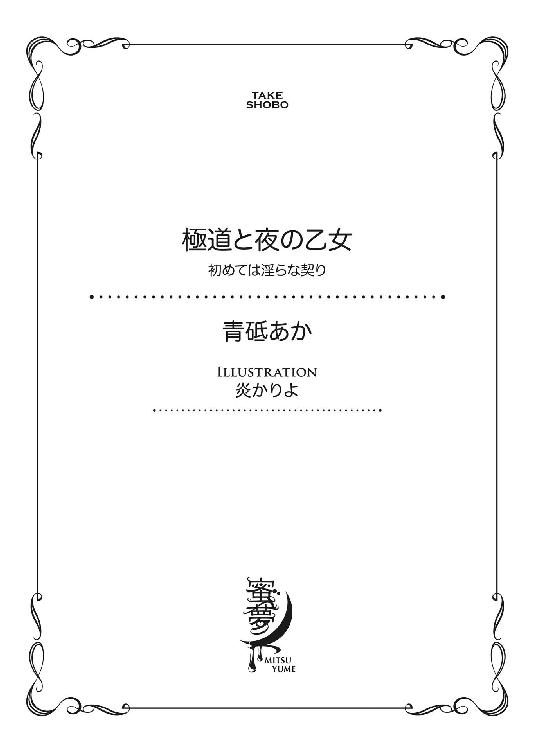 TAKE
SHOBO
極道と夜の乙女
初めては淫らな契り
青砥あか
ILLUSTRATION
炎かりよ
蜜夢
MITSU
YUME